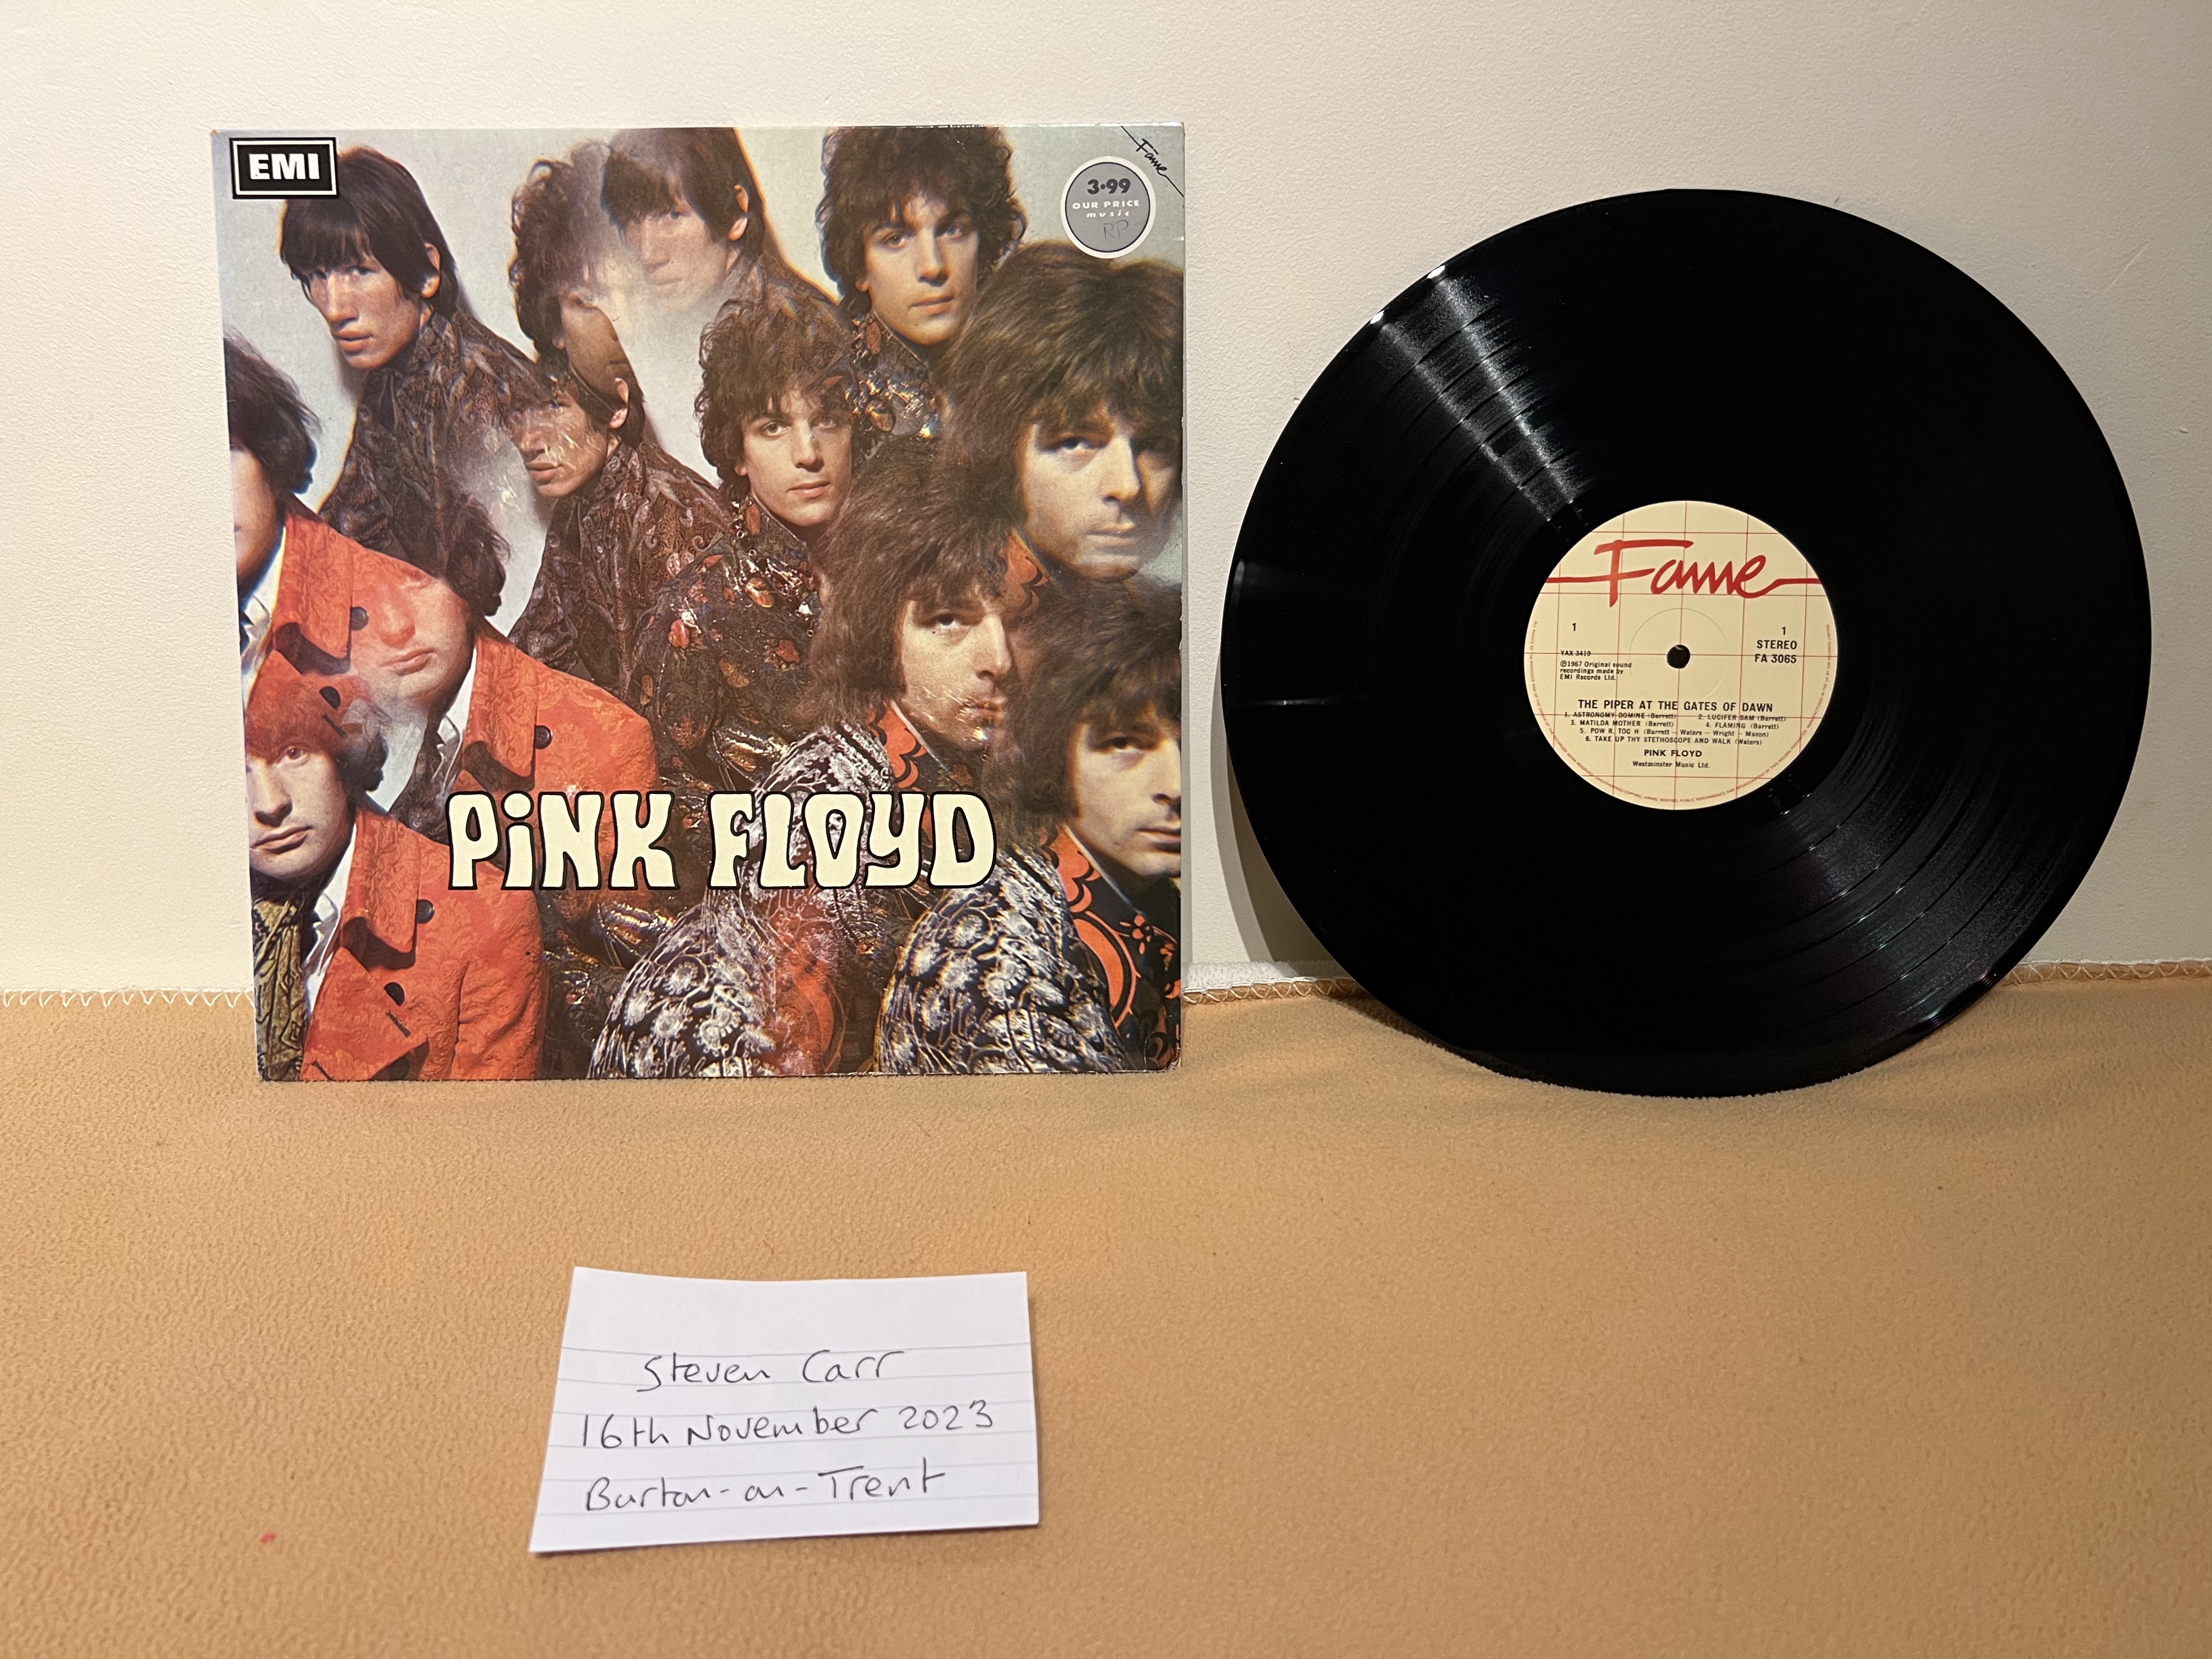 EMI
Fame
3·99
OUR PRICE
music
RP
PINK FLOYD
Fame
1
1
STEREO
FA 3065
YAX 3419
Ⓟ1967 Original sound
recordings made by
EMI Records Ltd.
THE PIPER AT THE GATES OF DAWN
1. ASTRONOMY DOMINE (Barrett) 2. LUCIFER SAM (Barrett)
3. MATILDA MOTHER (Barrett) 4. FLAMING (Barrett)
5. POW R. TOC H (Barrett – Waters – Wright – Mason)
6. TAKE UP THY STETHOSCOPE AND WALK (Waters)
PINK FLOYD
Westminster Music Ltd.
Steven Carr
16th November 2023
Burton-on-Trent